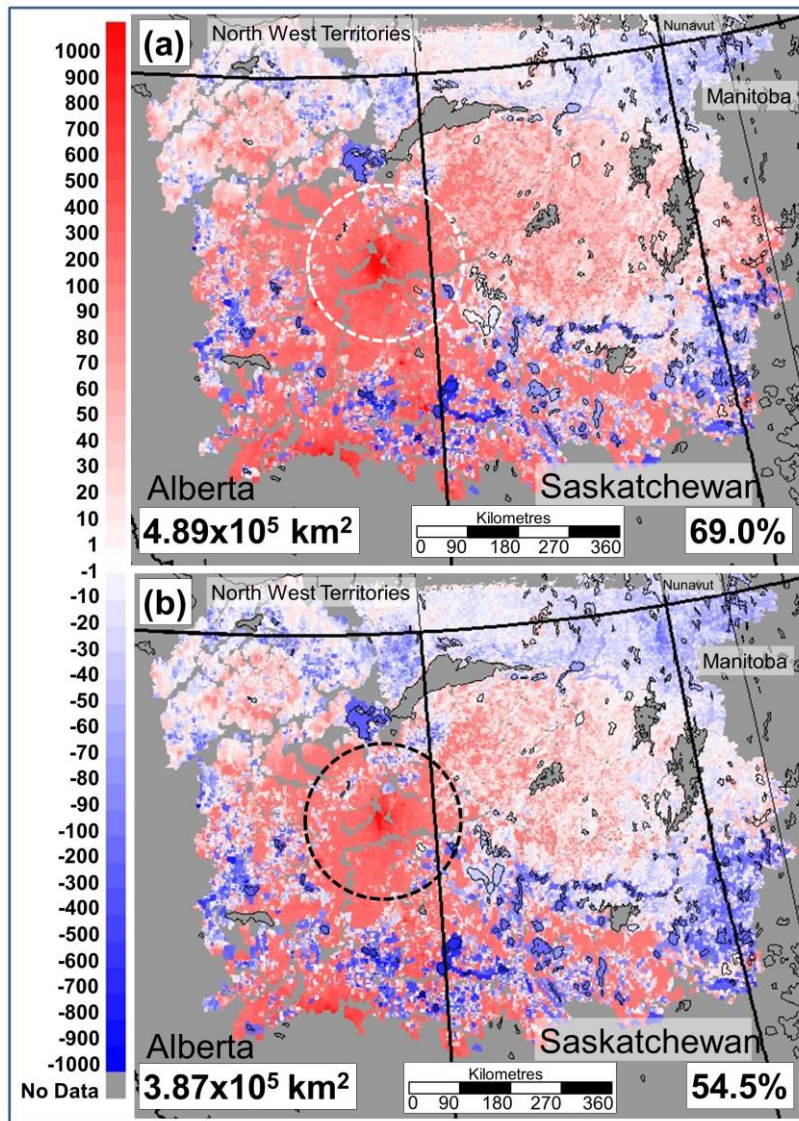 1000
900
800
700
600
500
400
300
200
100
90
80
70
60
50
40
30
20
10
1
-1
-10
-20
-30
-40
-50
-60
-70
-80
-90
-100
-200
-300
-400
-500
-600
-700
-800
-900
-1000
No Data
(a)
North West Territories
Nunavut
Manitoba
Alberta
Saskatchewan
4.89x10⁵ km²
Kilometres
0 90 180 270 360
69.0%
(b)
North West Territories
Nunavut
Manitoba
Alberta
Saskatchewan
3.87x10⁵ km²
Kilometres
0 90 180 270 360
54.5%